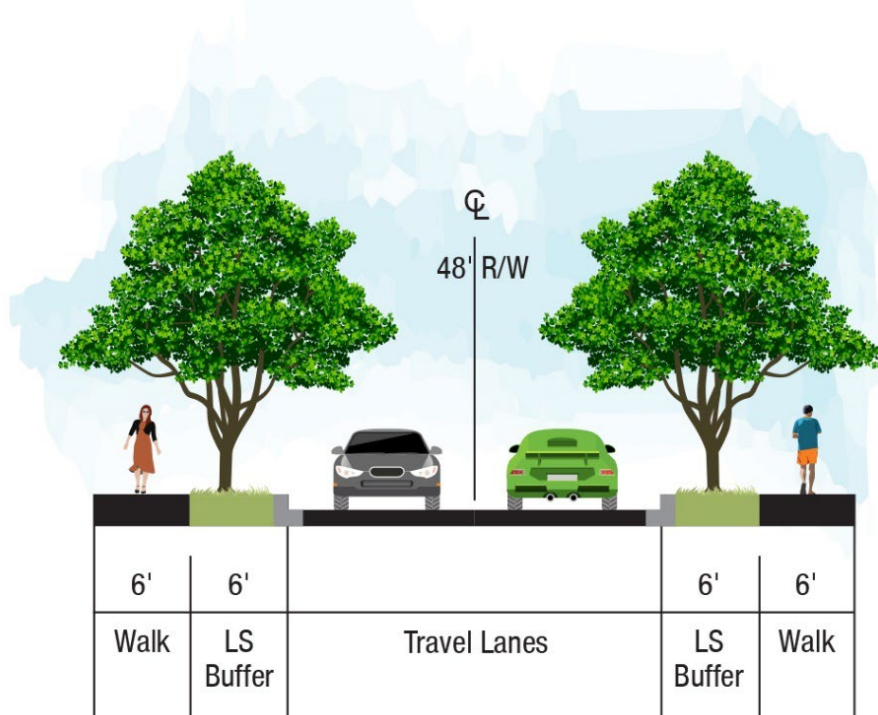 ℄
48' R/W
6' 6' 6' 6'
Walk LS Buffer Travel Lanes LS Buffer Walk